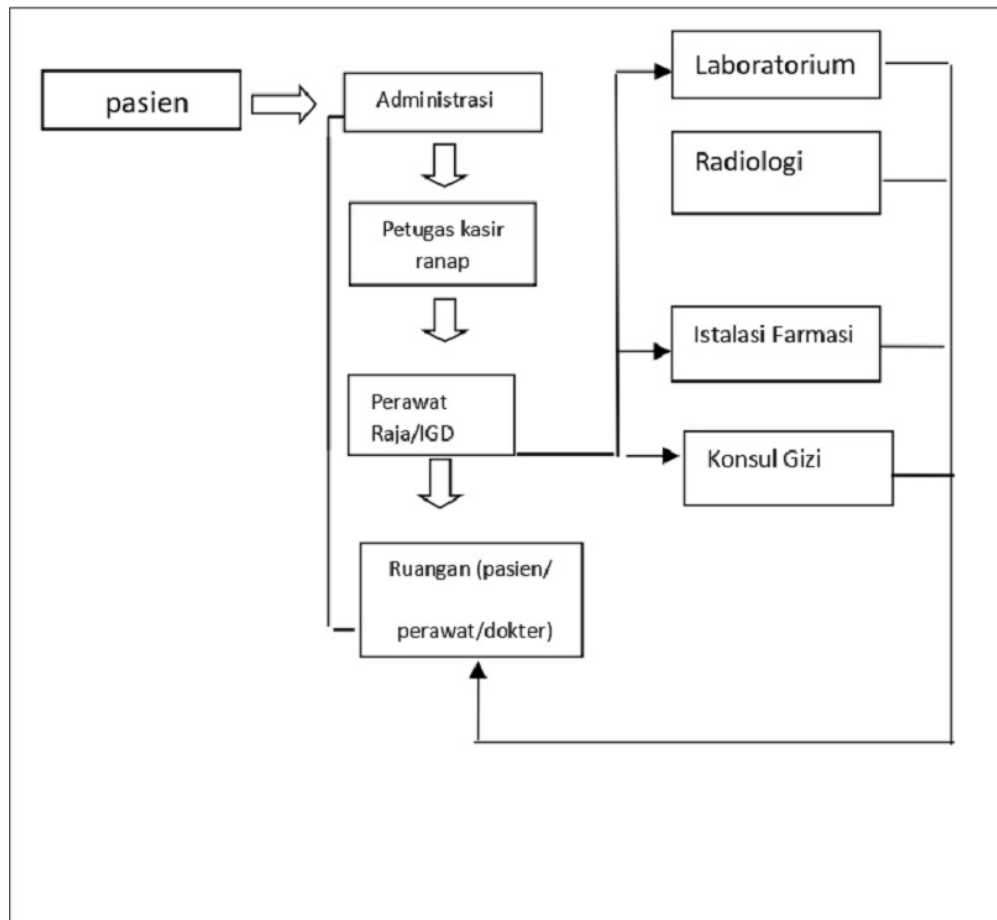 pasien
Administrasi
Petugas kasir
ranap
Perawat
Raja/IGD
Ruangan (pasien/
perawat/dokter)
Laboratorium
Radiologi
Istalasi Farmasi
Konsul Gizi